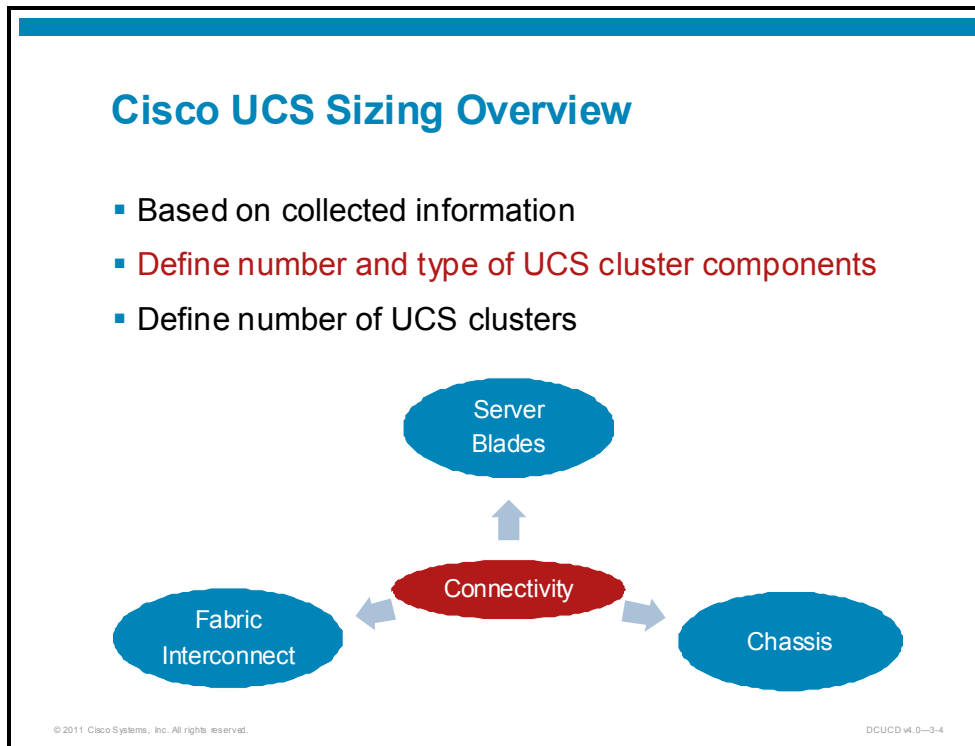 Cisco UCS Sizing Overview
▪ Based on collected information
▪ Define number and type of UCS cluster components
▪ Define number of UCS clusters
Server
Blades
Connectivity
Fabric
Interconnect
Chassis
© 2011 Cisco Systems, Inc. All rights reserved.
DCUCD v4.0—3-4